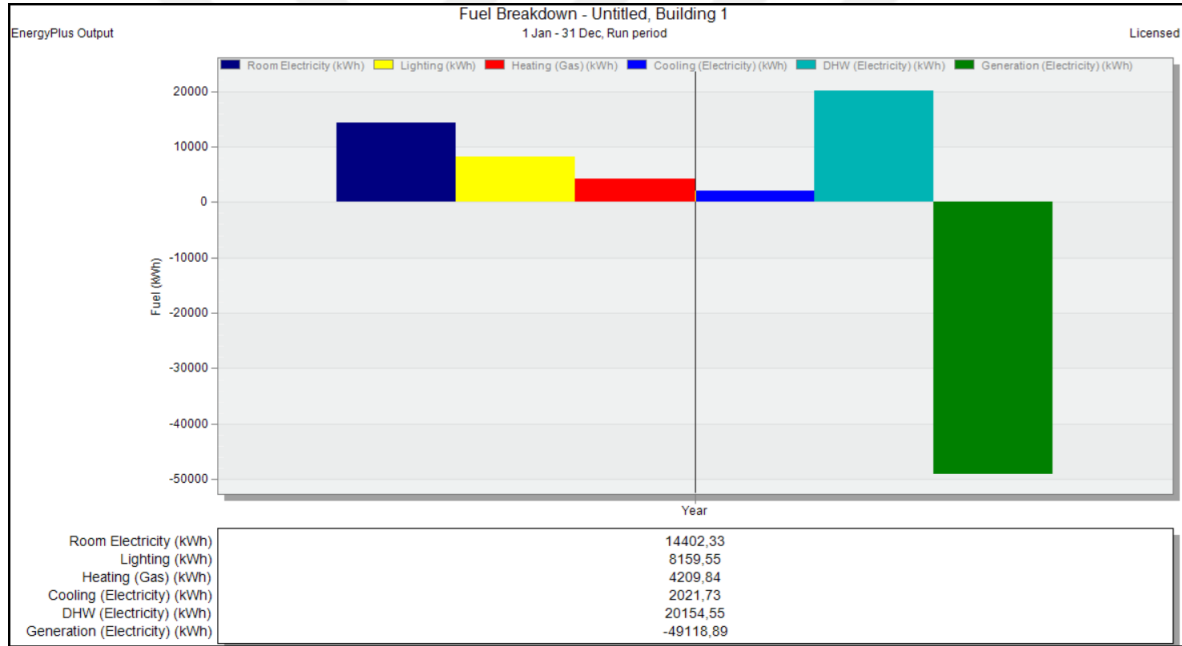 Fuel Breakdown - Untitled, Building 1
EnergyPlus Output 1 Jan - 31 Dec, Run period Licensed
Room Electricity (kWh) Lighting (kWh) Heating (Gas) (kWh) Cooling (Electricity) (kWh) DHW (Electricity) (kWh) Generation (Electricity) (kWh)
20000
10000
0
-10000
-20000
-30000
-40000
-50000
Fuel (kWh)
Year
Room Electricity (kWh) 14402,33
Lighting (kWh) 8159,55
Heating (Gas) (kWh) 4209,84
Cooling (Electricity) (kWh) 2021,73
DHW (Electricity) (kWh) 20154,55
Generation (Electricity) (kWh) -49118,89